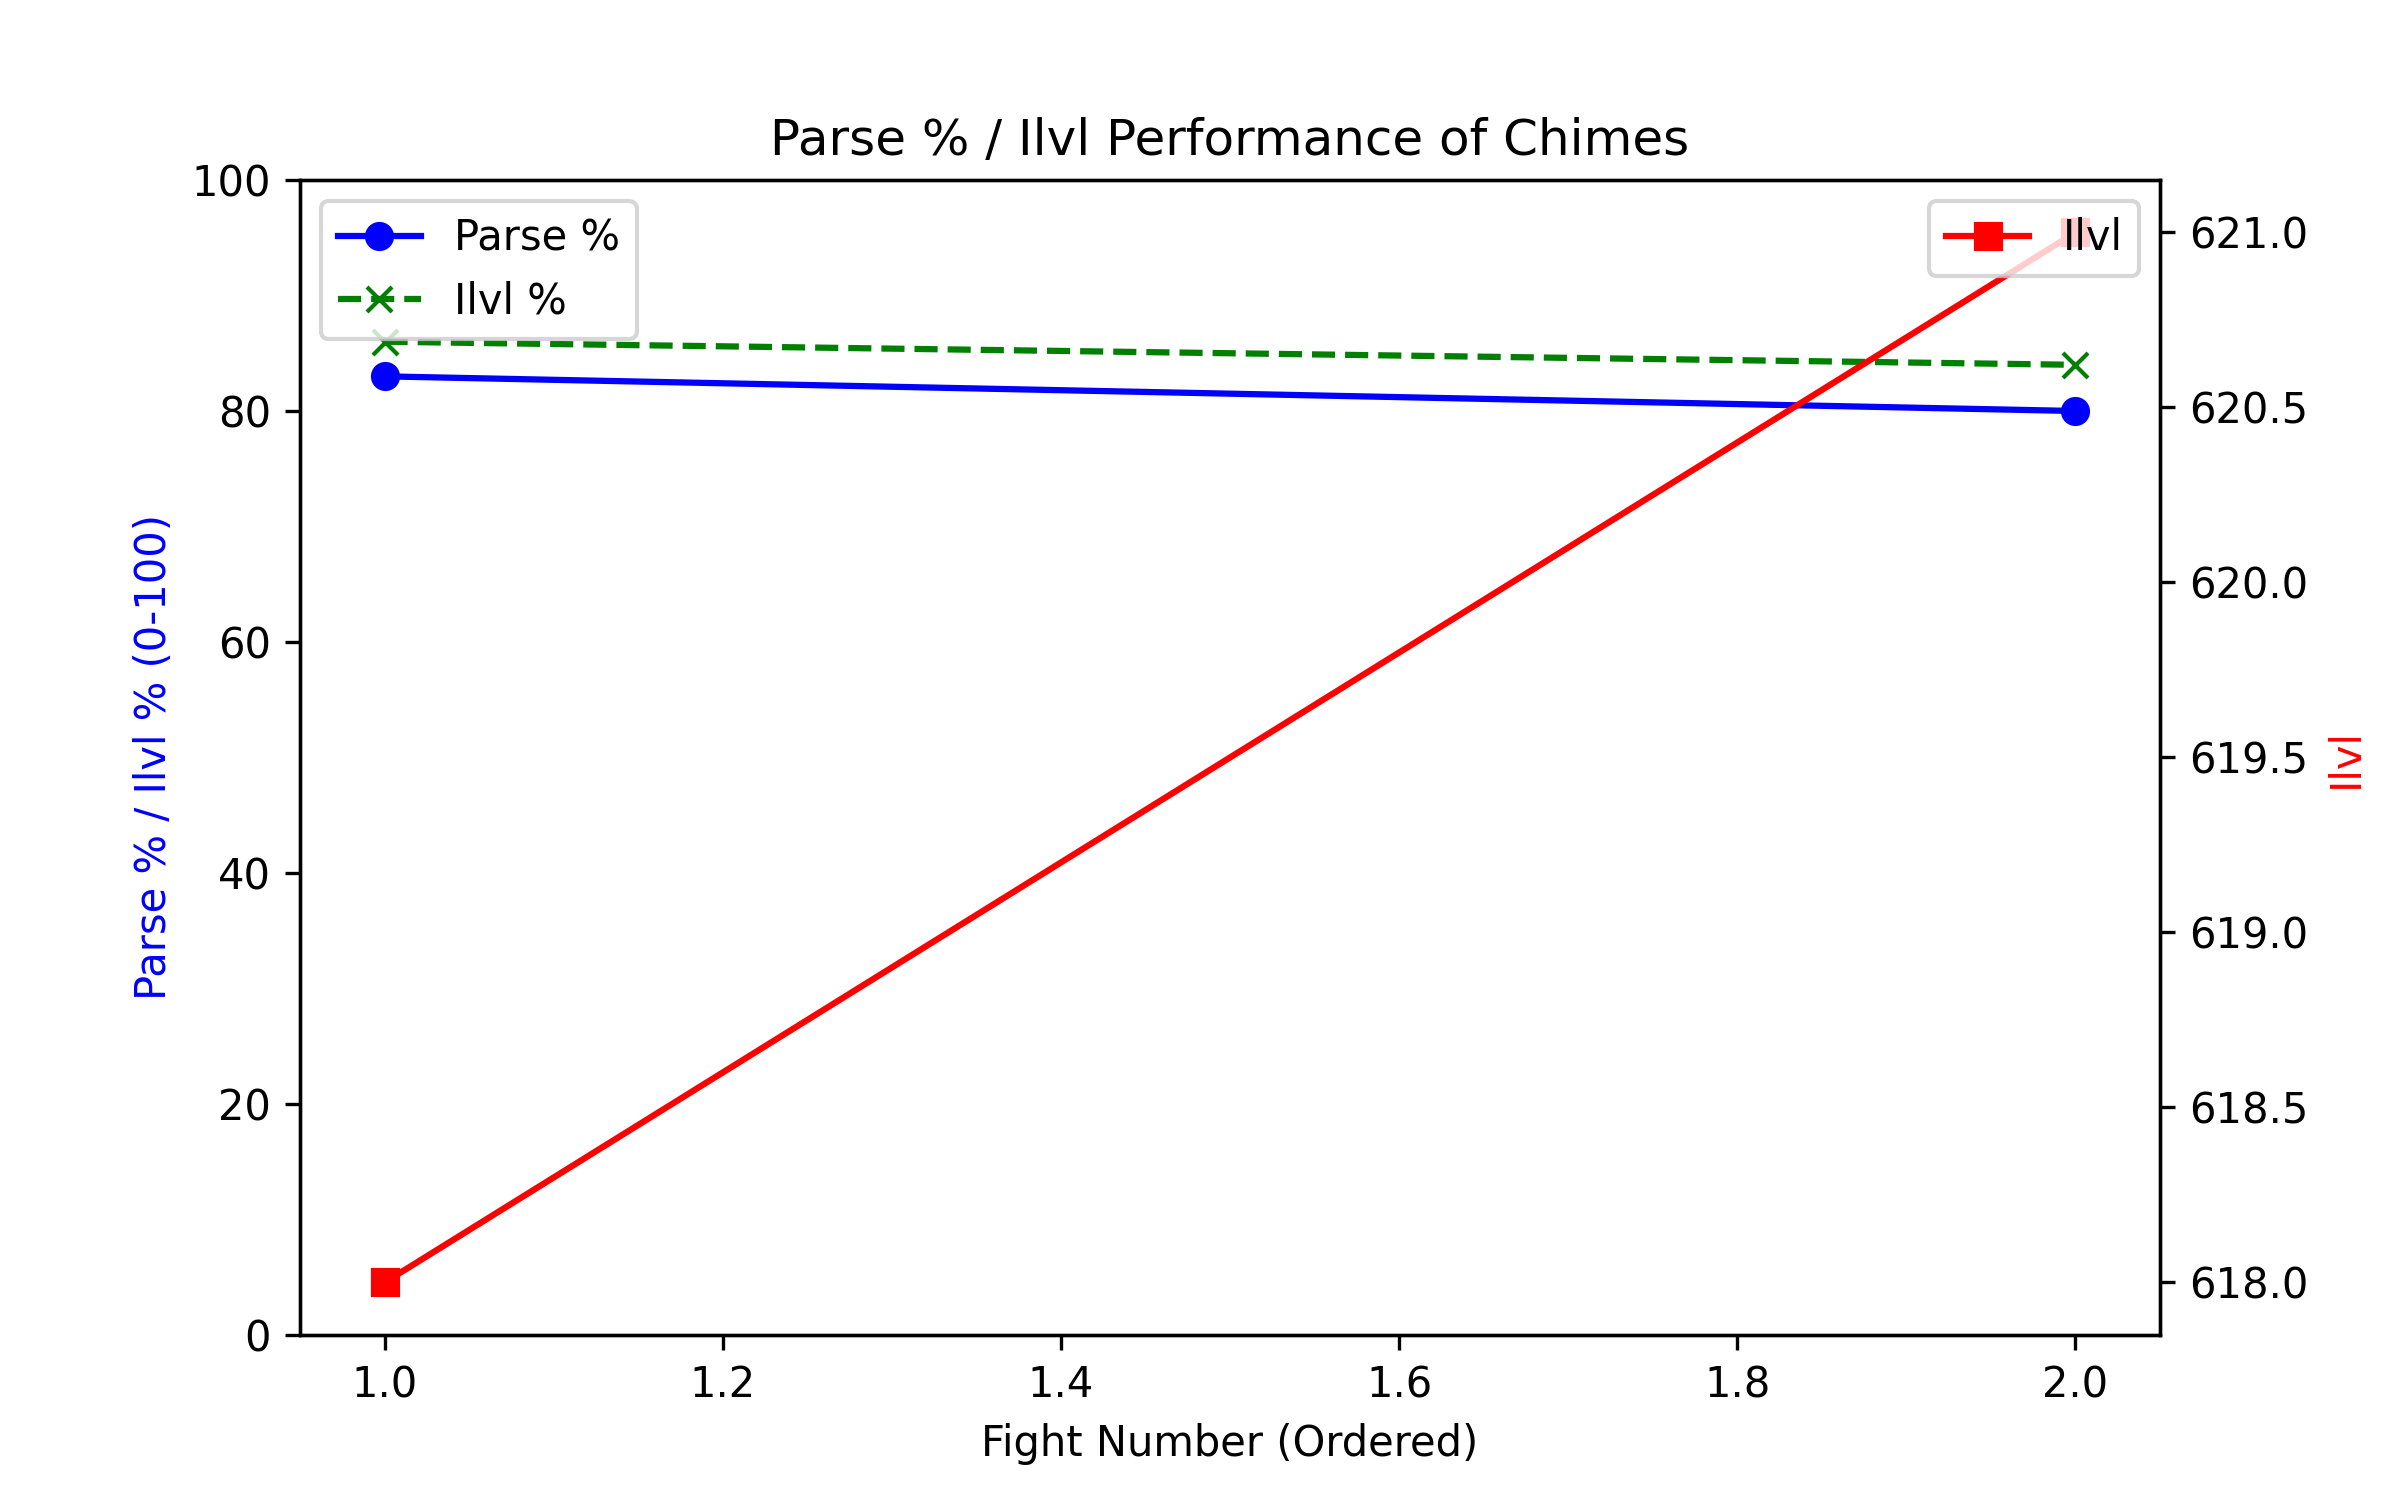 Parse % / Ilvl Performance of Chimes
Parse %
Ilvl %
Ilvl
100
80
60
40
20
0
Parse % / Ilvl % (0-100)
621.0
620.5
620.0
619.5
619.0
618.5
618.0
Ilvl
1.0 1.2 1.4 1.6 1.8 2.0
Fight Number (Ordered)